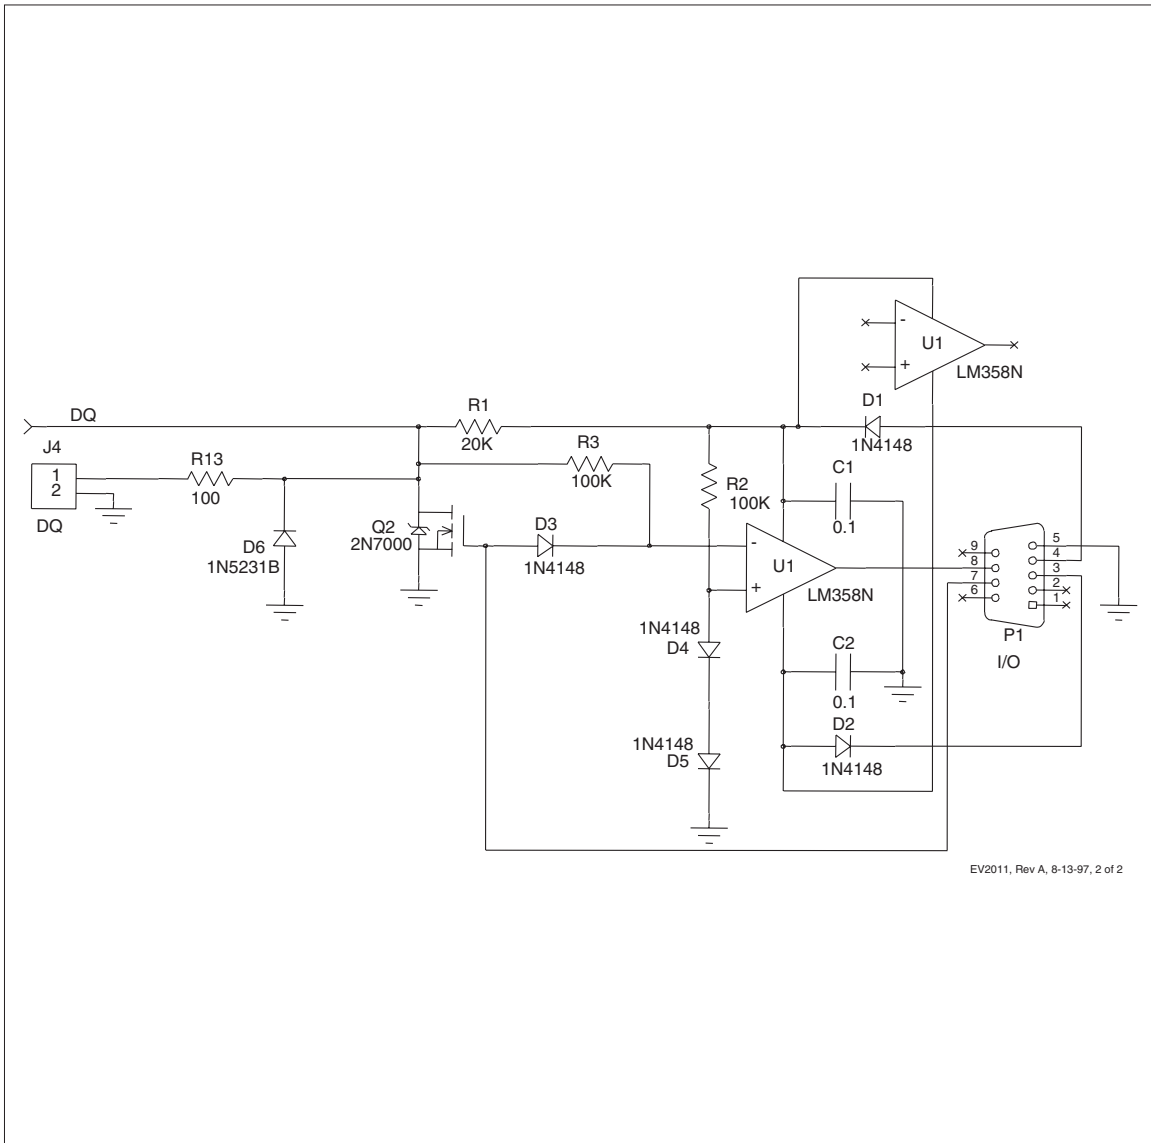 U1
-
+
LM358N
DQ
R1
20K
D1
1N4148
J4
1
2
DQ
R13
100
R3
100K
R2
100K
C1
0.1
D6
1N5231B
Q2
2N7000
D3
1N4148
-
+
U1
LM358N
9
8
7
6
5
4
3
2
1
P1
I/O
1N4148
D4
C2
0.1
D2
1N4148
1N4148
D5
EV2011, Rev A, 8-13-97, 2 of 2